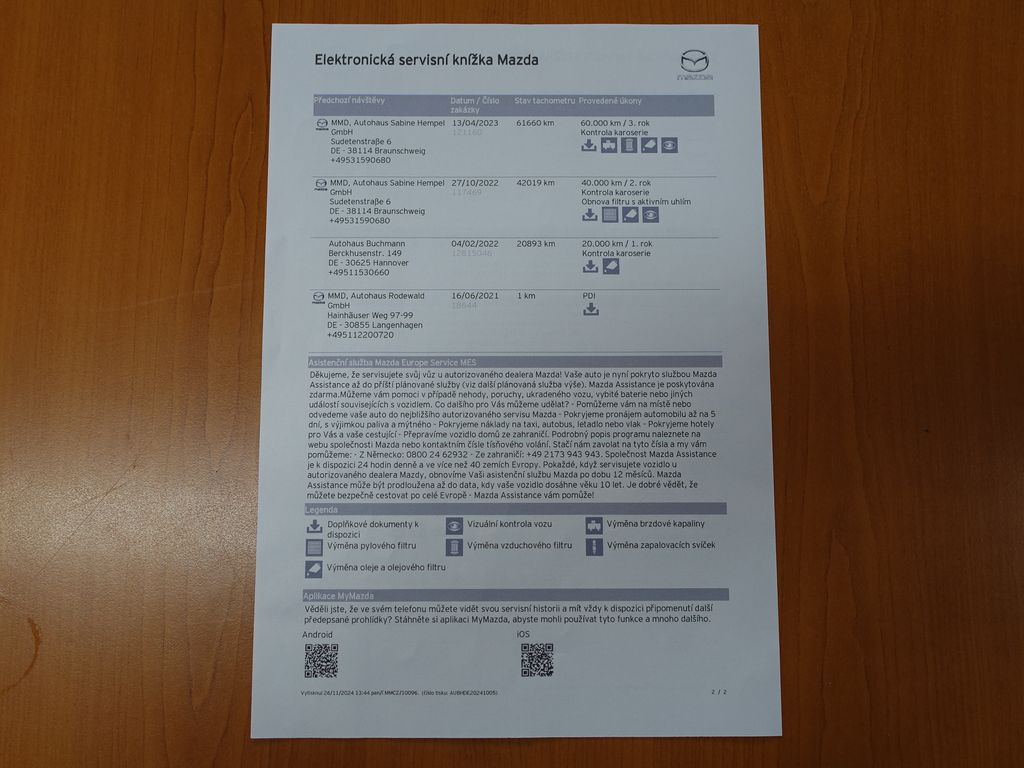 Elektronická servisní knížka Mazda
mazda
Předchozí návštěvy Datum / Číslo zakázky Stav tachometru Provedené úkony
MMD, Autohaus Sabine Hempel 13/04/2023 61660 km 60.000 km / 3. rok
GmbH 121160 Kontrola karoserie
Sudetenstraße 6
DE - 38114 Braunschweig
+49531590680
MMD, Autohaus Sabine Hempel 27/10/2022 42019 km 40.000 km / 2. rok
GmbH 117469 Kontrola karoserie
Sudetenstraße 6 Obnova filtru s aktivním uhlím
DE - 38114 Braunschweig
+49531590680
Autohaus Buchmann 04/02/2022 20893 km 20.000 km / 1. rok
Berckhusenstr. 149 Kontrola karoserie
DE - 30625 Hannover
+49511530660
MMD, Autohaus Rodewald 16/06/2021 1 km PDI
GmbH 18644
Hainhäuser Weg 97-99
DE - 30855 Langenhagen
+495112200720
Asistenční služba Mazda Europe Service MES
Děkujeme, že servisujete svůj vůz u autorizovaného dealera Mazda! Vaše auto je nyní pokryto službou Mazda
Assistance až do příští plánované služby (viz další plánovaná služba výše). Mazda Assistance je poskytována
zdarma.Můžeme vám pomoci v případě nehody, poruchy, ukradeného vozu, vybité baterie nebo jiných
událostí souvisejících s vozidlem. Co dalšího pro Vás můžeme udělat? - Pomůžeme vám na místě nebo
odvedeme vaše auto do nejbližšího autorizovaného servisu Mazda - Pokryjeme pronájem automobilu až na 5
dní, s výjimkou paliva a mýtného - Pokryjeme náklady na taxi, autobus, letadlo nebo vlak - Pokryjeme hotely
pro Vás a vaše cestující - Přepravíme vozidlo domů ze zahraničí. Podrobný popis programu naleznete na
webu společnosti Mazda nebo kontaktním čísle tísňového volání. Stačí nám zavolat na tyto čísla a my vám
pomůžeme: - Z Německo: 0800 24 62932 - Ze zahraničí: +49 2173 943 943. Společnost Mazda Assistance
je k dispozici 24 hodin denně a ve více než 40 zemích Evropy. Pokaždé, když servisujete vozidlo u
autorizovaného dealera Mazdy, obnovíme Vaši asistenční službu Mazda po dobu 12 měsíců. Mazda
Assistance může být prodloužena až do data, kdy vaše vozidlo dosáhne věku 10 let. Je dobré vědět, že
můžete bezpečně cestovat po celé Evropě - Mazda Assistance vám pomůže!
Legenda
Doplňkové dokumenty k dispozici Vizuální kontrola vozu Výměna brzdové kapaliny
Výměna pylového filtru Výměna vzduchového filtru Výměna zapalovacích svíček
Výměna oleje a olejového filtru
Aplikace MyMazda
Věděli jste, že ve svém telefonu můžete vidět svou servisní historii a mít vždy k dispozici připomenutí další
předepsané prohlídky? Stáhněte si aplikaci MyMazda, abyste mohli používat tyto funkce a mnoho dalšího.
Android iOS
Vytisknul 26/11/2024 13:44 pan/í MMCZ/10096. (číslo tisku: AUBHDE20241005) 2 / 2